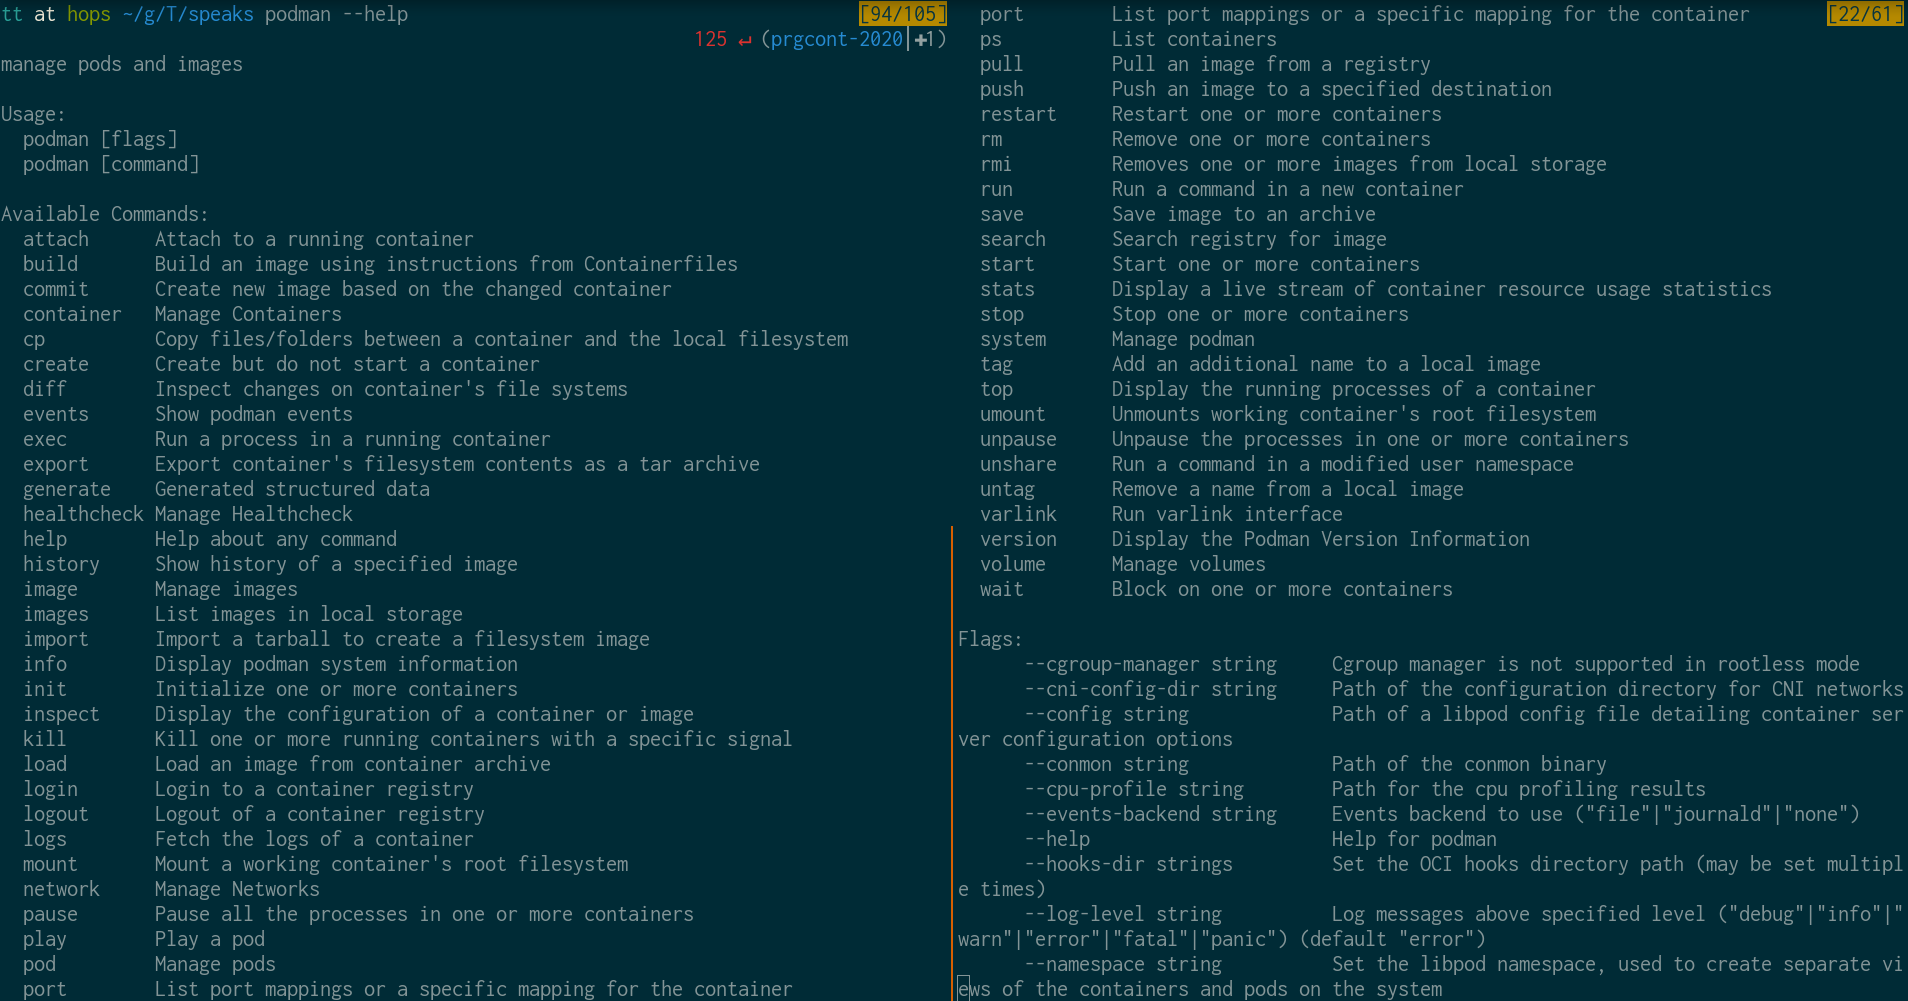 tt at hops ~/g/T/speaks podman --help [94/105]
125 ↵ (prgcont-2020|✚1)
manage pods and images
Usage:
podman [flags]
podman [command]
Available Commands:
attach Attach to a running container
build Build an image using instructions from Containerfiles
commit Create new image based on the changed container
container Manage Containers
cp Copy files/folders between a container and the local filesystem
create Create but do not start a container
diff Inspect changes on container's file systems
events Show podman events
exec Run a process in a running container
export Export container's filesystem contents as a tar archive
generate Generated structured data
healthcheck Manage Healthcheck
help Help about any command
history Show history of a specified image
image Manage images
images List images in local storage
import Import a tarball to create a filesystem image
info Display podman system information
init Initialize one or more containers
inspect Display the configuration of a container or image
kill Kill one or more running containers with a specific signal
load Load an image from container archive
login Login to a container registry
logout Logout of a container registry
logs Fetch the logs of a container
mount Mount a working container's root filesystem
network Manage Networks
pause Pause all the processes in one or more containers
play Play a pod
pod Manage pods
port List port mappings or a specific mapping for the container
port List port mappings or a specific mapping for the container [22/61]
ps List containers
pull Pull an image from a registry
push Push an image to a specified destination
restart Restart one or more containers
rm Remove one or more containers
rmi Removes one or more images from local storage
run Run a command in a new container
save Save image to an archive
search Search registry for image
start Start one or more containers
stats Display a live stream of container resource usage statistics
stop Stop one or more containers
system Manage podman
tag Add an additional name to a local image
top Display the running processes of a container
umount Unmounts working container's root filesystem
unpause Unpause the processes in one or more containers
unshare Run a command in a modified user namespace
untag Remove a name from a local image
varlink Run varlink interface
version Display the Podman Version Information
volume Manage volumes
wait Block on one or more containers
Flags:
--cgroup-manager string Cgroup manager is not supported in rootless mode
--cni-config-dir string Path of the configuration directory for CNI networks
--config string Path of a libpod config file detailing container ser
ver configuration options
--conmon string Path of the conmon binary
--cpu-profile string Path for the cpu profiling results
--events-backend string Events backend to use ("file"|"journald"|"none")
--help Help for podman
--hooks-dir strings Set the OCI hooks directory path (may be set multipl
e times)
--log-level string Log messages above specified level ("debug"|"info"|"
warn"|"error"|"fatal"|"panic") (default "error")
--namespace string Set the libpod namespace, used to create separate vi
ews of the containers and pods on the system